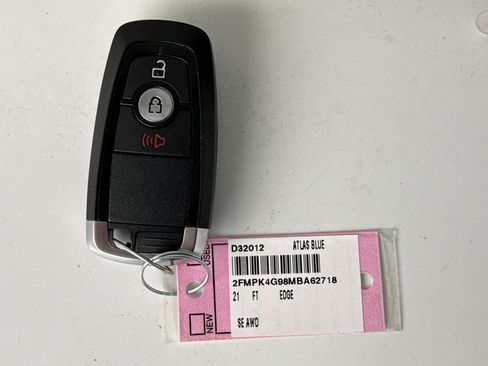 D32012 ATLAS BLUE
2FMPK4G98MBA62718
21 FT EDGE
SE AWD
USED
NEW